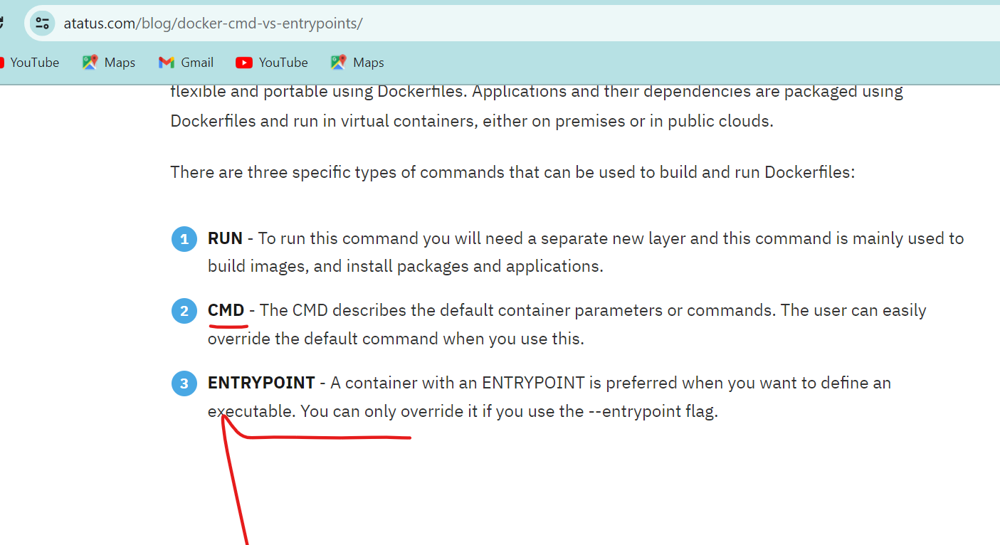 atatus.com/blog/docker-cmd-vs-entrypoints/
YouTube Maps Gmail YouTube Maps
flexible and portable using Dockerfiles. Applications and their dependencies are packaged using
Dockerfiles and run in virtual containers, either on premises or in public clouds.
There are three specific types of commands that can be used to build and run Dockerfiles:
1 RUN - To run this command you will need a separate new layer and this command is mainly used to
build images, and install packages and applications.
2 CMD - The CMD describes the default container parameters or commands. The user can easily
override the default command when you use this.
3 ENTRYPOINT - A container with an ENTRYPOINT is preferred when you want to define an
executable. You can only override it if you use the --entrypoint flag.